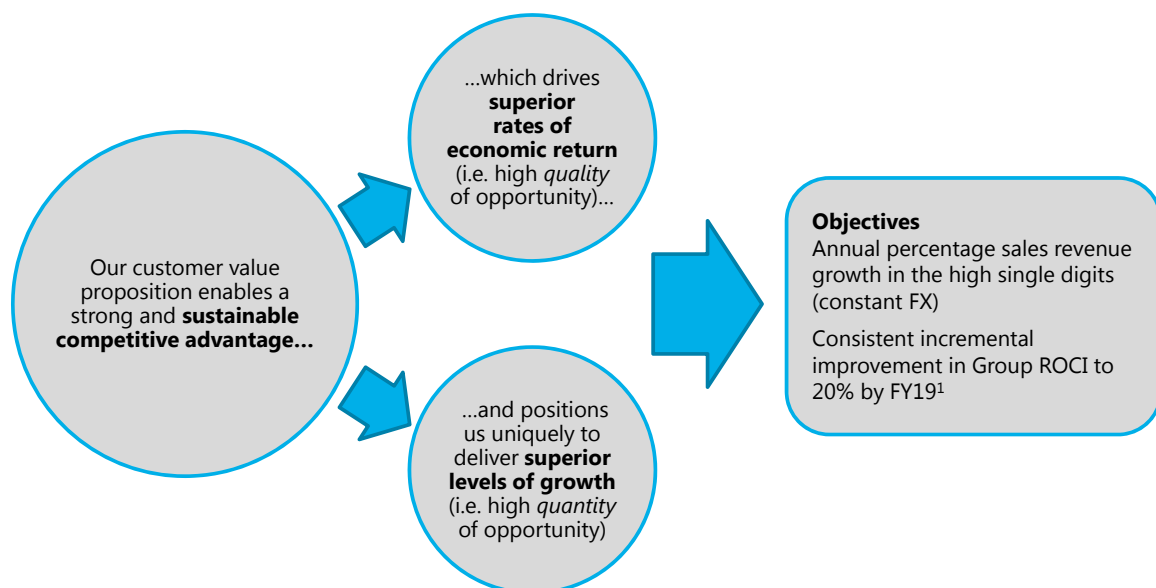 Our customer value
proposition enables a
strong and sustainable
competitive advantage...
...which drives
superior
rates of
economic return
(i.e. high quality
of opportunity)...
...and positions
us uniquely to
deliver superior
levels of growth
(i.e. high quantity
of opportunity)
Objectives
Annual percentage sales revenue
growth in the high single digits
(constant FX)
Consistent incremental
improvement in Group ROCI to
20% by FY19¹